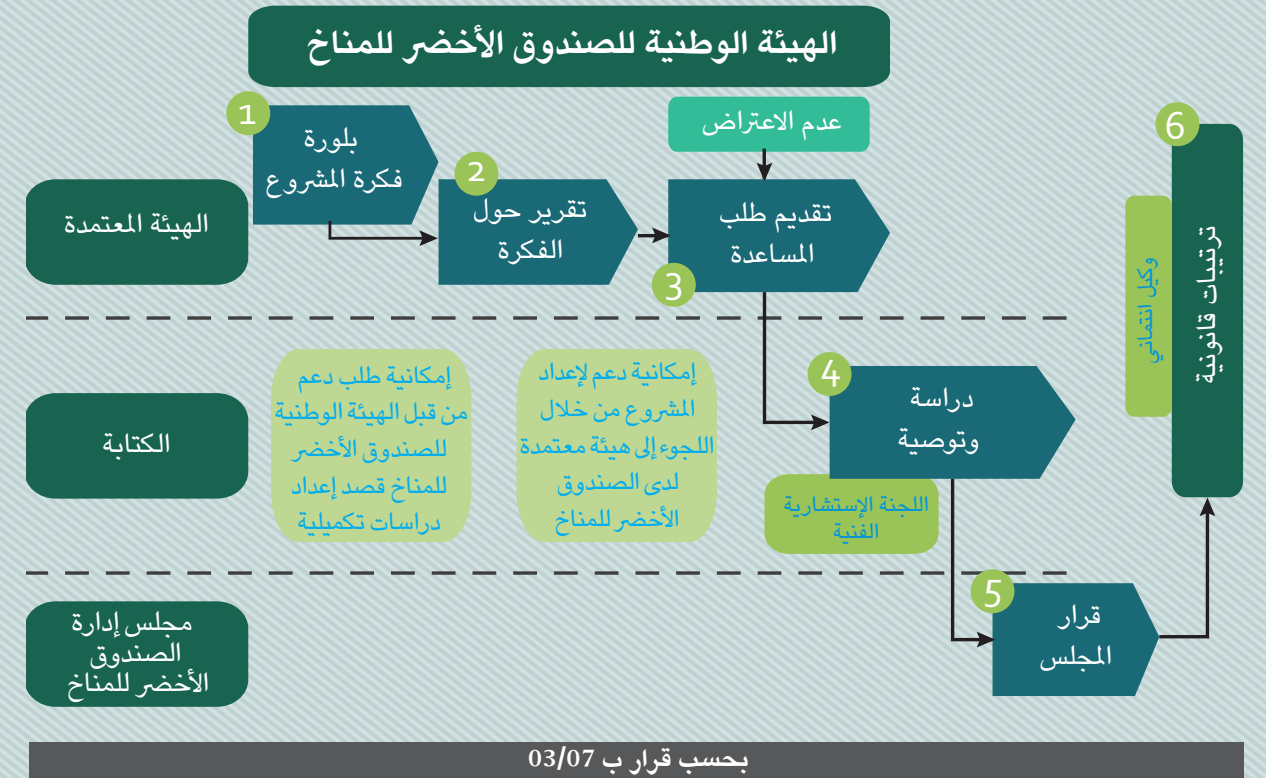 الهيئة الوطنية للصندوق الأخضر للمناخ
1
بلورة
فكرة المشروع
2
تقرير حول
الفكرة
عدم الاعتراض
تقديم طلب
المساعدة
3
الهيئة المعتمدة
6
ترتيبات قانونية
وكيل انتماني
الكتابة
إمكانية طلب دعم
من قبل الهيئة الوطنية
للصندوق الأخضر
للمناخ قصد إعداد
دراسات تكميلية
إمكانية دعم لإعداد
المشروع من خلال
اللجوء إلى هيئة معتمدة
لدى الصندوق
الأخضر للمناخ
4
دراسة
وتوصية
اللجنة الإستشارية
الفنية
مجلس إدارة
الصندوق
الأخضر للمناخ
5
قرار
المجلس
بحسب قرار ب 03/07